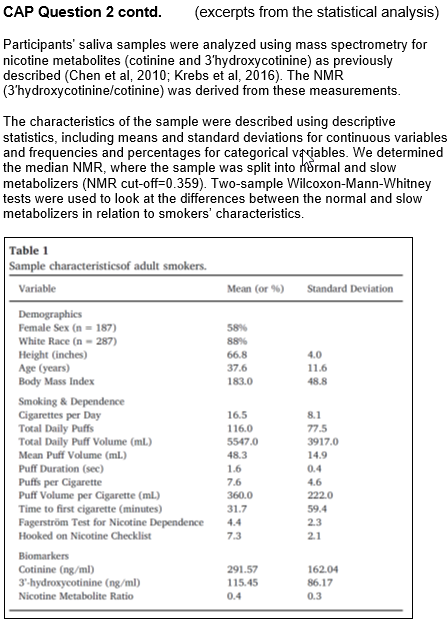 CAP Question 2 contd. (excerpts from the statistical analysis)
Participants' saliva samples were analyzed using mass spectrometry for
nicotine metabolites (cotinine and 3'hydroxycotinine) as previously
described (Chen et al, 2010; Krebs et al, 2016). The NMR
(3'hydroxycotinine/cotinine) was derived from these measurements.
The characteristics of the sample were described using descriptive
statistics, including means and standard deviations for continuous variables
and frequencies and percentages for categorical variables. We determined
the median NMR, where the sample was split into normal and slow
metabolizers (NMR cut-off=0.359). Two-sample Wilcoxon-Mann-Whitney
tests were used to look at the differences between the normal and slow
metabolizers in relation to smokers' characteristics.
Table 1
Sample characteristicsof adult smokers.
Variable Mean (or %) Standard Deviation
Demographics
Female Sex (n = 187) 58%
White Race (n = 287) 88%
Height (inches) 66.8 4.0
Age (years) 37.6 11.6
Body Mass Index 183.0 48.8
Smoking & Dependence
Cigarettes per Day 16.5 8.1
Total Daily Puffs 116.0 77.5
Total Daily Puff Volume (mL) 5547.0 3917.0
Mean Puff Volume (mL) 48.3 14.9
Puff Duration (sec) 1.6 0.4
Puffs per Cigarette 7.6 4.6
Puff Volume per Cigarette (mL) 360.0 222.0
Time to first cigarette (minutes) 31.7 59.4
Fagerström Test for Nicotine Dependence 4.4 2.3
Hooked on Nicotine Checklist 7.3 2.1
Biomarkers
Cotinine (ng/ml) 291.57 162.04
3'-hydroxycotinine (ng/ml) 115.45 86.17
Nicotine Metabolite Ratio 0.4 0.3